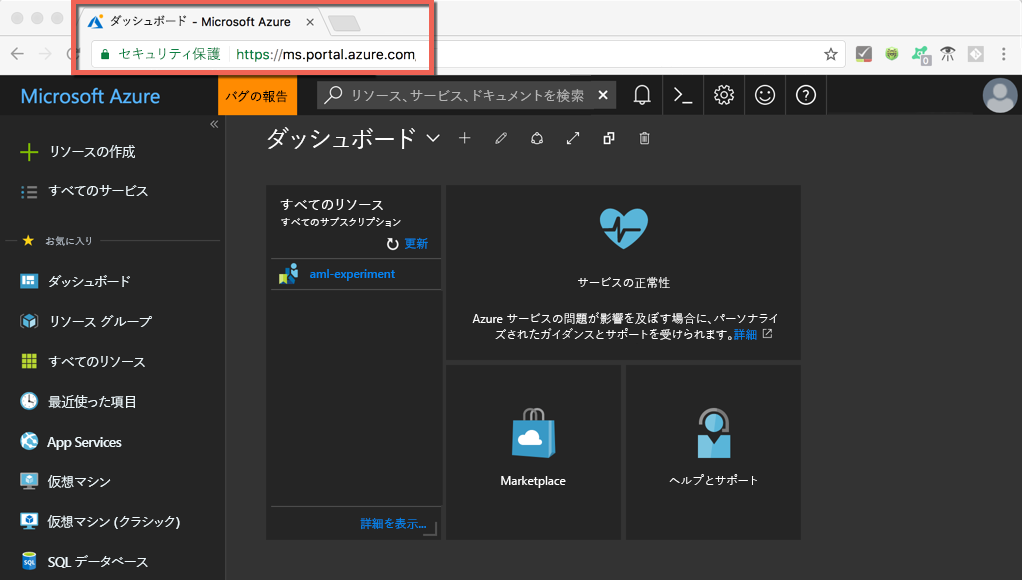 ダッシュボード - Microsoft Azure
セキュリティ保護 https://ms.portal.azure.com
Microsoft Azure
バグの報告
リソース、サービス、ドキュメントを検索
ダッシュボード
リソースの作成
すべてのサービス
お気に入り
ダッシュボード
リソース グループ
すべてのリソース
最近使った項目
App Services
仮想マシン
仮想マシン (クラシック)
SQL データベース
すべてのリソース
すべてのサブスクリプション
更新
aml-experiment
詳細を表示...
サービスの正常性
Azure サービスの問題が影響を及ぼす場合に、パーソナライ
ズされたガイダンスとサポートを受けられます。詳細
Marketplace
ヘルプとサポート
0
SQL